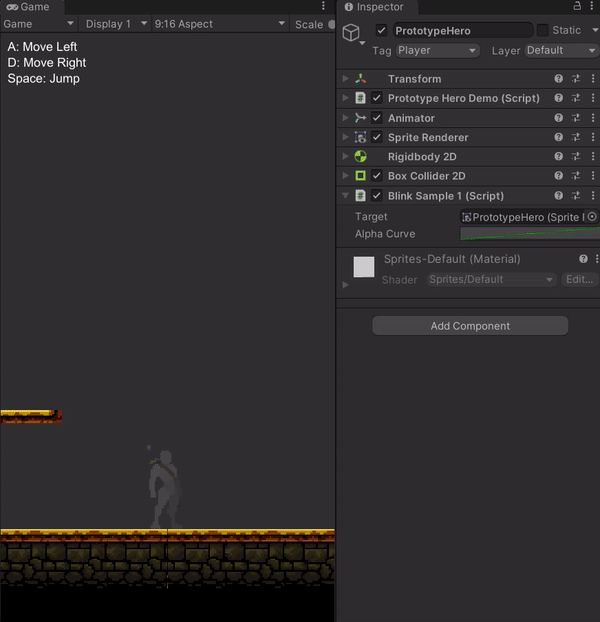 Game
Game Display 1 9:16 Aspect Scale
A: Move Left
D: Move Right
Space: Jump
Inspector
PrototypeHero Static
Tag Player Layer Default
Transform
Prototype Hero Demo (Script)
Animator
Sprite Renderer
Rigidbody 2D
Box Collider 2D
Blink Sample 1 (Script)
Target PrototypeHero (Sprite
Alpha Curve
Sprites-Default (Material)
Shader Sprites/Default Edit...
Add Component